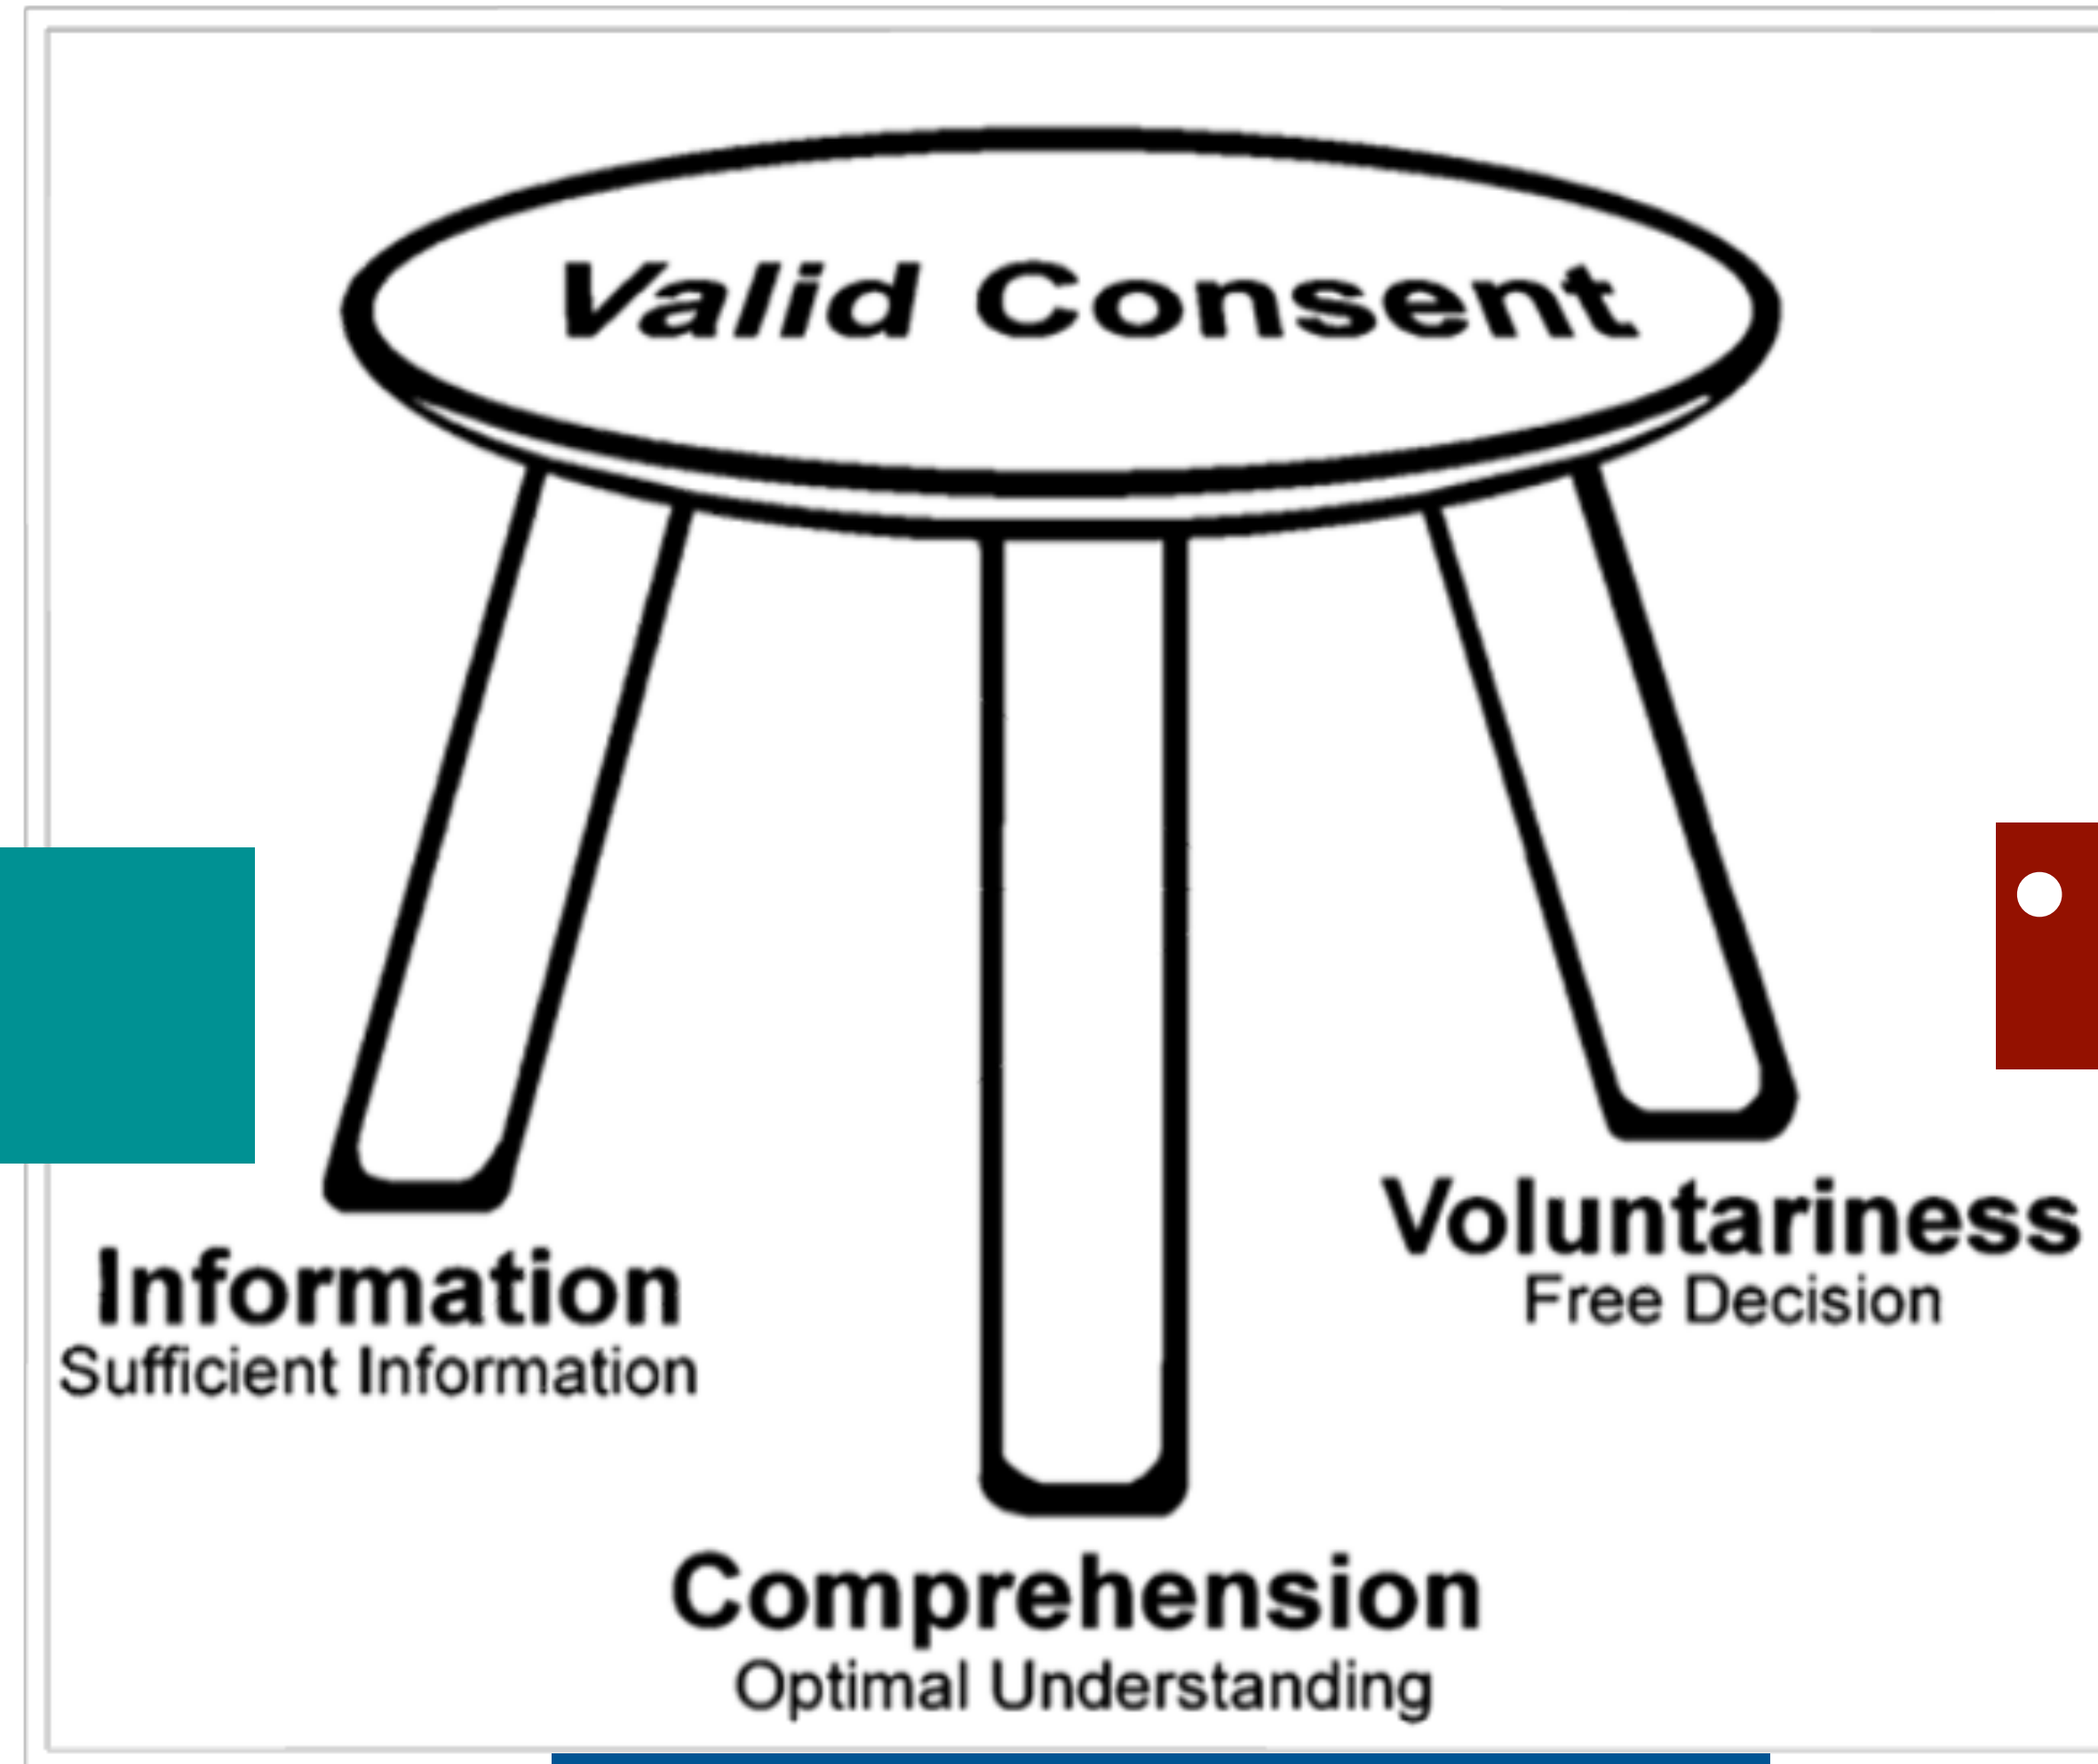 Valid Consent
Information
Sufficient Information
Voluntariness
Free Decision
Comprehension
Optimal Understanding